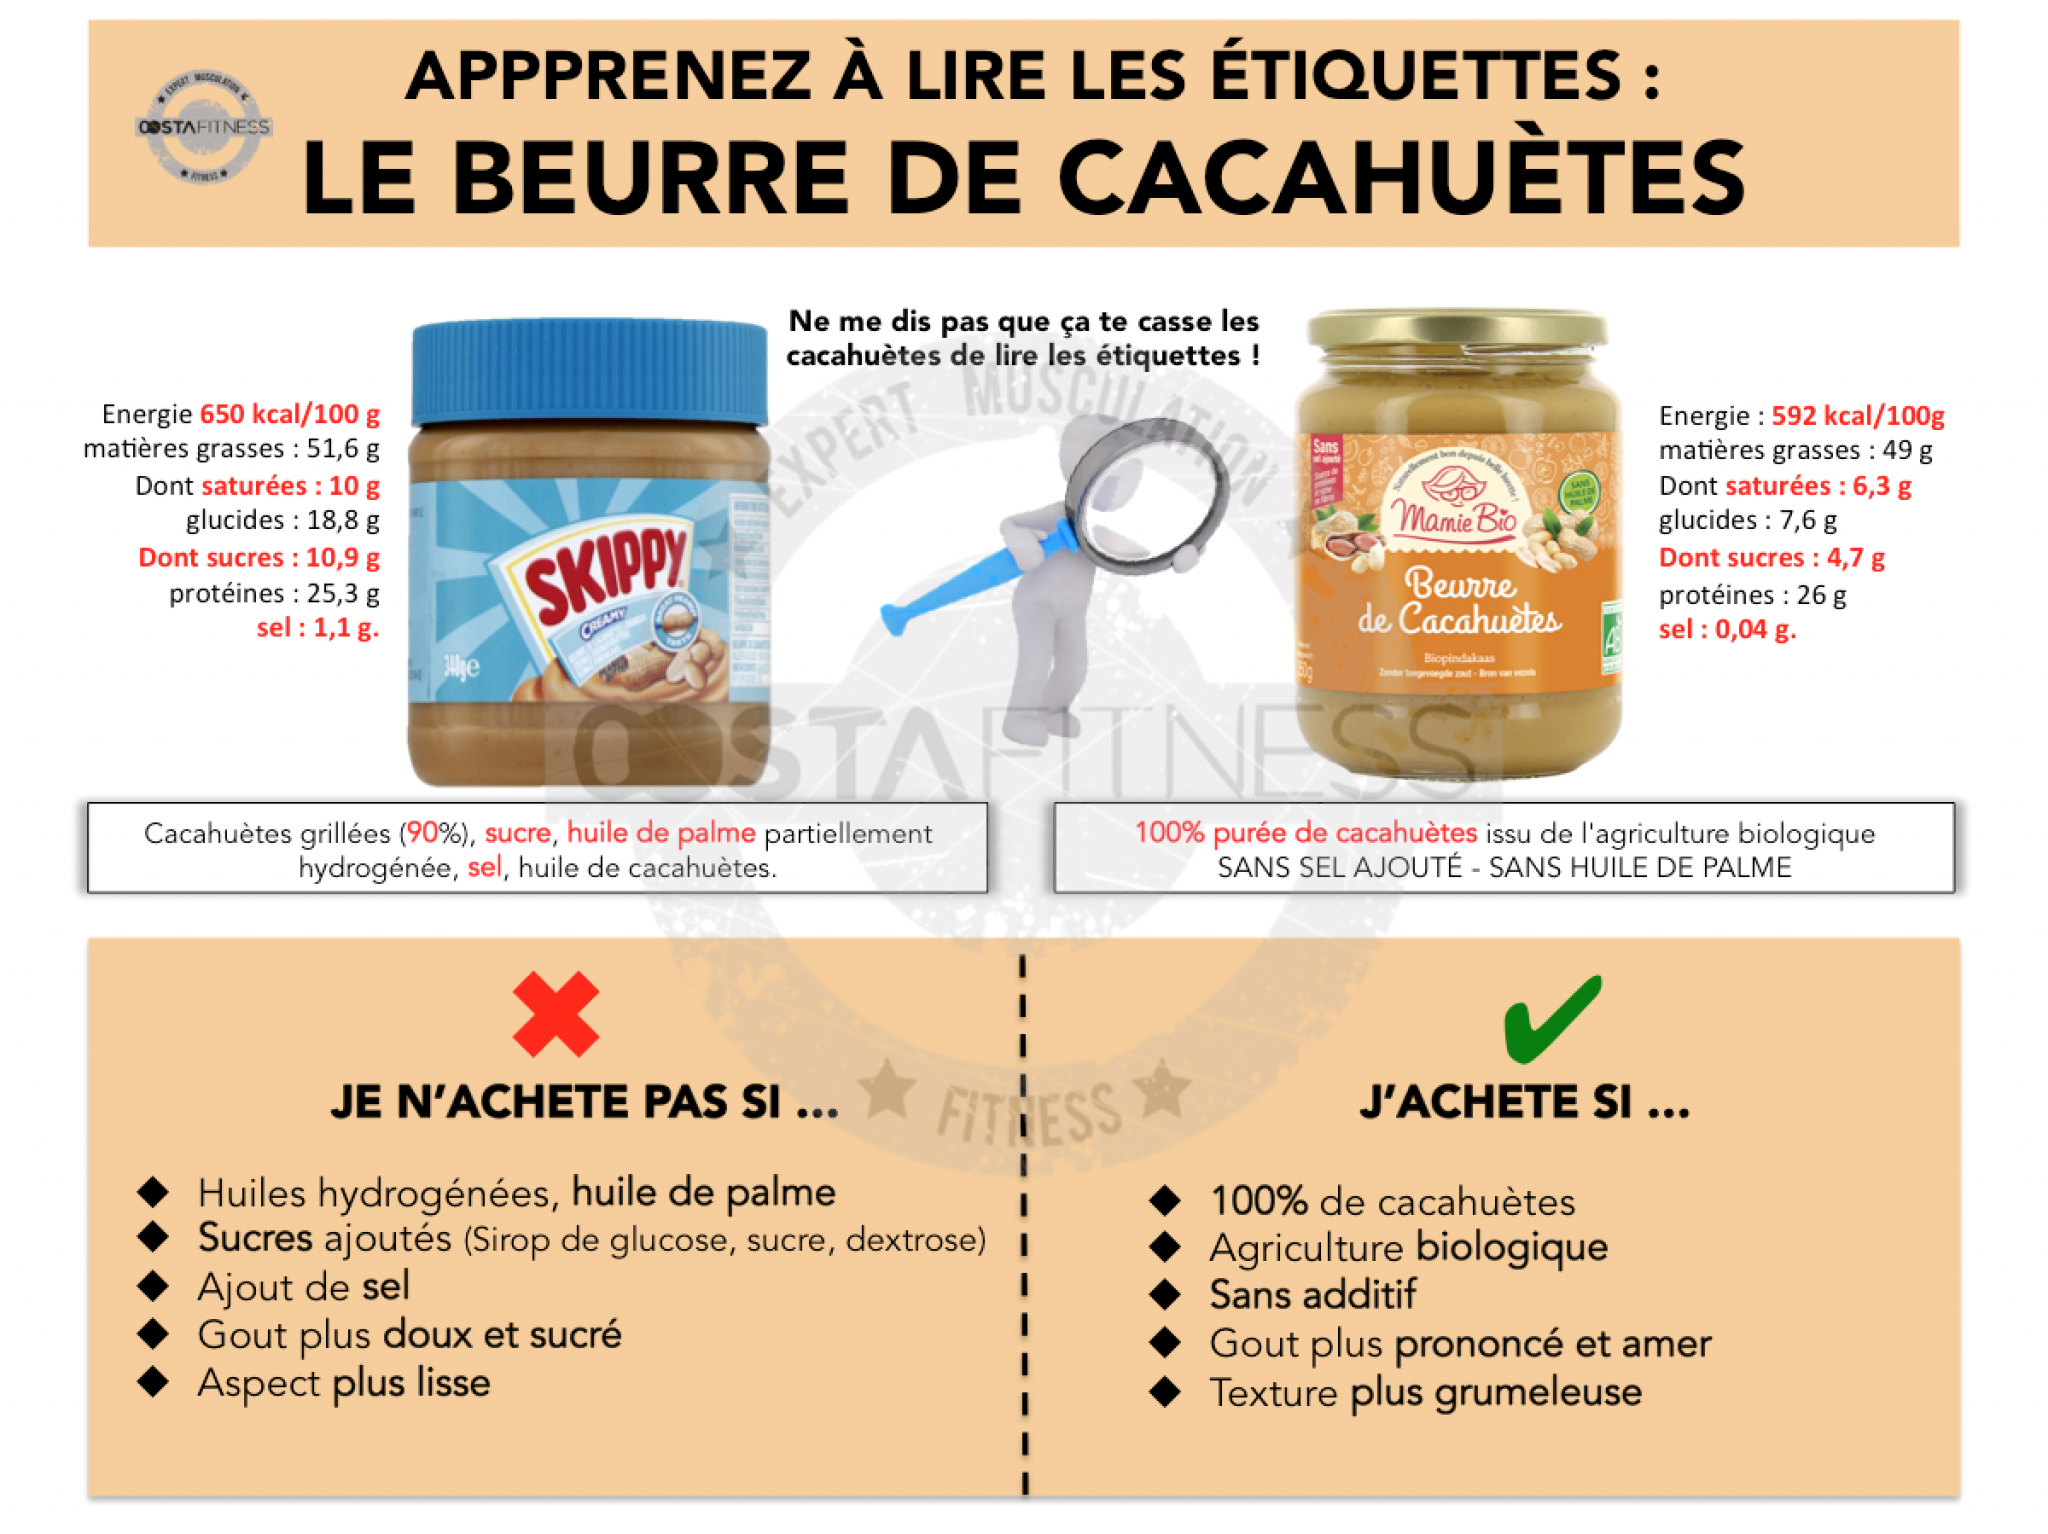 APPPRENEZ À LIRE LES ÉTIQUETTES :
LE BEURRE DE CACAHUÈTES
EXPERT MUSCULATION
COSTAFITNESS
FITNESS
Ne me dis pas que ça te casse les
cacahuètes de lire les étiquettes !
Energie 650 kcal/100 g
matières grasses : 51,6 g
Dont saturées : 10 g
glucides : 18,8 g
Dont sucres : 10,9 g
protéines : 25,3 g
sel : 1,1 g.
SKIPPY
CREAMY
340g e
Sans
sel ajouté
Naturellement bon depuis belle lurette !
Mamie Bio
SANS
HUILE DE
PALME
Beurre
de Cacahuètes
Biopindakaas
Zonder toegevoegde zout - Bron van vezels
AB
Energie : 592 kcal/100g
matières grasses : 49 g
Dont saturées : 6,3 g
glucides : 7,6 g
Dont sucres : 4,7 g
protéines : 26 g
sel : 0,04 g.
EXPERT MUSCULATION
COSTAFITNESS
FITNESS
Cacahuètes grillées (90%), sucre, huile de palme partiellement
hydrogénée, sel, huile de cacahuètes.
100% purée de cacahuètes issu de l'agriculture biologique
SANS SEL AJOUTÉ - SANS HUILE DE PALME
JE N'ACHETE PAS SI ...
Huiles hydrogénées, huile de palme
Sucres ajoutés (Sirop de glucose, sucre, dextrose)
Ajout de sel
Gout plus doux et sucré
Aspect plus lisse
J'ACHETE SI ...
100% de cacahuètes
Agriculture biologique
Sans additif
Gout plus prononcé et amer
Texture plus grumeleuse